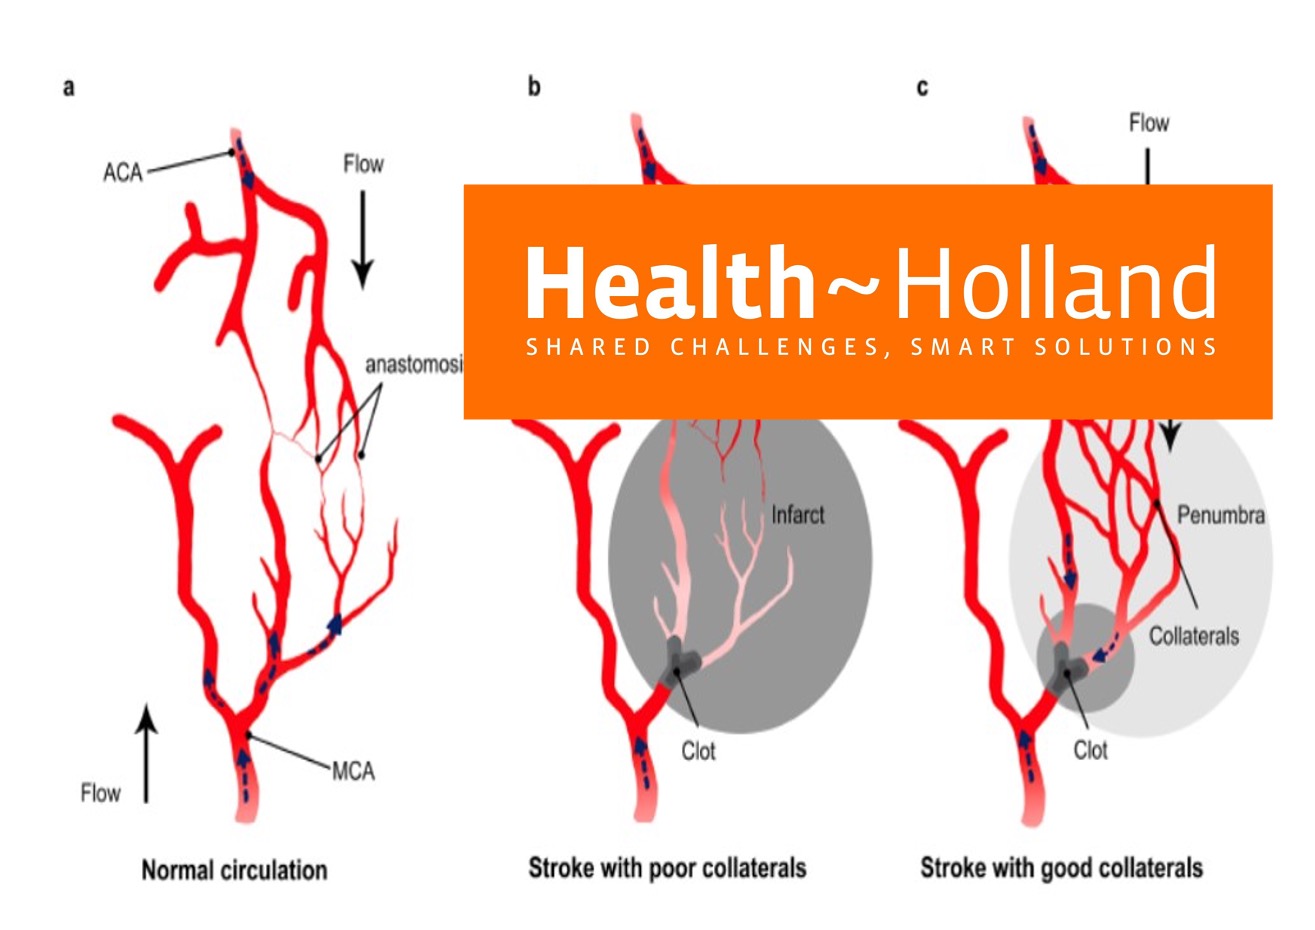 a
b
c
Flow
ACA
Flow
Health~Holland
SHARED CHALLENGES, SMART SOLUTIONS
anastomosi
Infarct
Penumbra
Collaterals
Clot
Clot
MCA
Flow
Normal circulation
Stroke with poor collaterals
Stroke with good collaterals